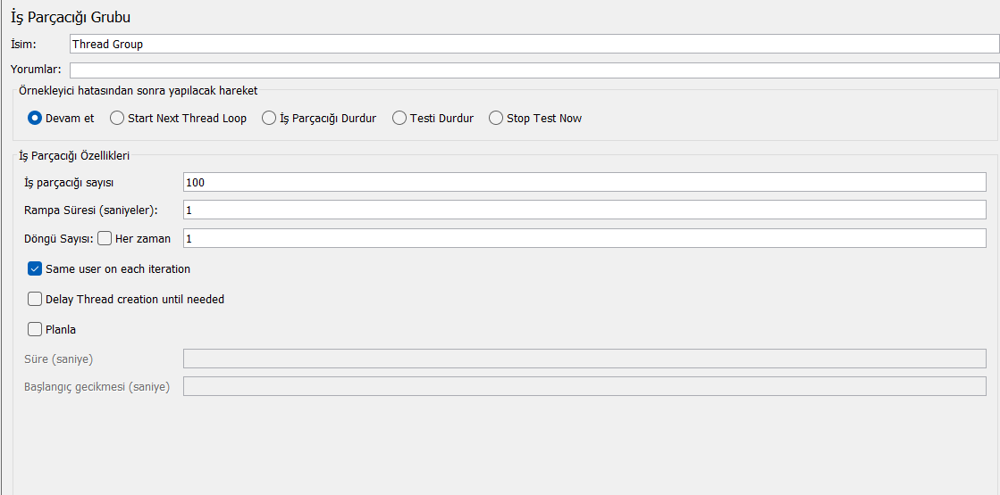 İş Parçacığı Grubu
İsim: Thread Group
Yorumlar:
Örnekleyici hatasından sonra yapılacak hareket
Devam et Start Next Thread Loop İş Parçacığı Durdur Testi Durdur Stop Test Now
İş Parçacığı Özellikleri
İş parçacığı sayısı 100
Rampa Süresi (saniyeler): 1
Döngü Sayısı: Her zaman 1
Same user on each iteration
Delay Thread creation until needed
Planla
Süre (saniye)
Başlangıç gecikmesi (saniye)